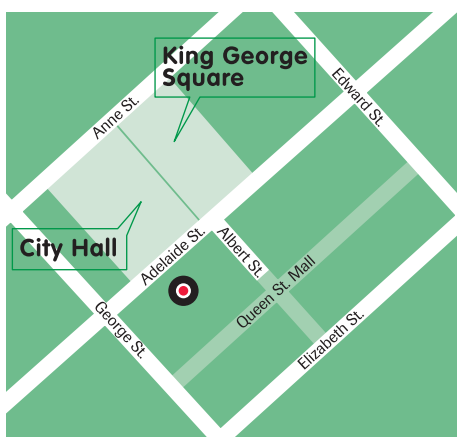 King George
Square
Anne St.
Edward St.
City Hall
Adelaide St.
Albert St.
Queen St. Mall
George St.
Elizabeth St.